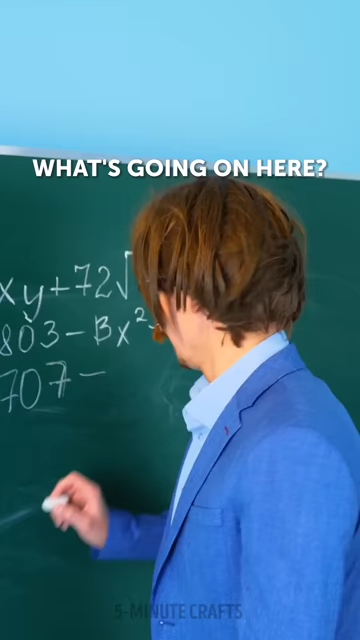 WHAT'S GOING ON HERE?
xy+72√
803-Bx²-
707-
5-MINUTE CRAFTS